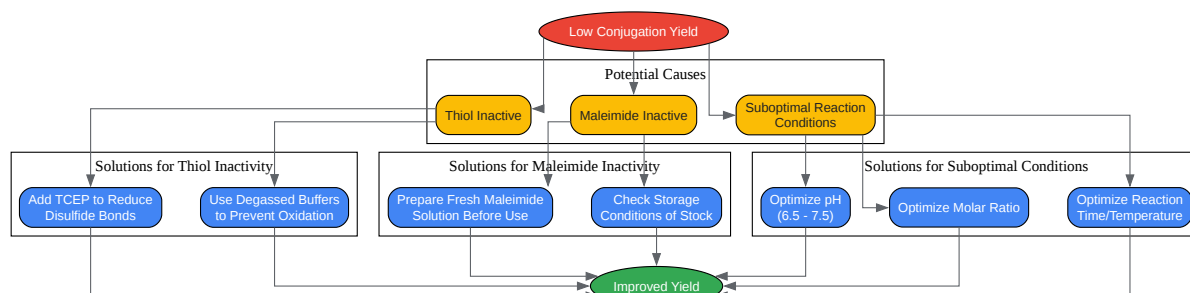 Low Conjugation Yield
Potential Causes
Thiol Inactive
Maleimide Inactive
Suboptimal Reaction
Conditions
Solutions for Thiol Inactivity
Solutions for Maleimide Inactivity
Solutions for Suboptimal Conditions
Add TCEP to Reduce
Disulfide Bonds
Use Degassed Buffers
to Prevent Oxidation
Prepare Fresh Maleimide
Solution Before Use
Check Storage
Conditions of Stock
Optimize pH
(6.5 - 7.5)
Optimize Molar Ratio
Optimize Reaction
Time/Temperature
Improved Yield